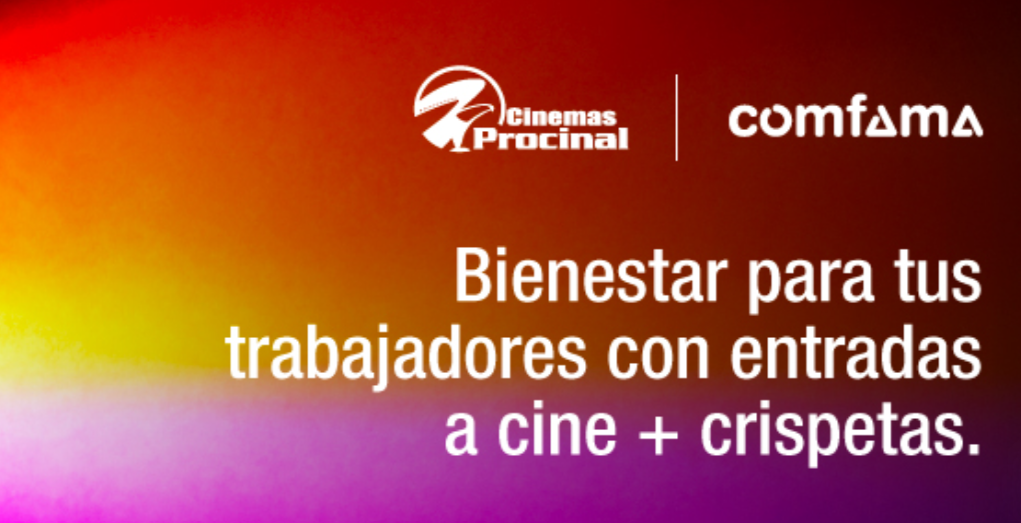 Cinemas
Procinal
comfama
Bienestar para tus
trabajadores con entradas
a cine + crispetas.